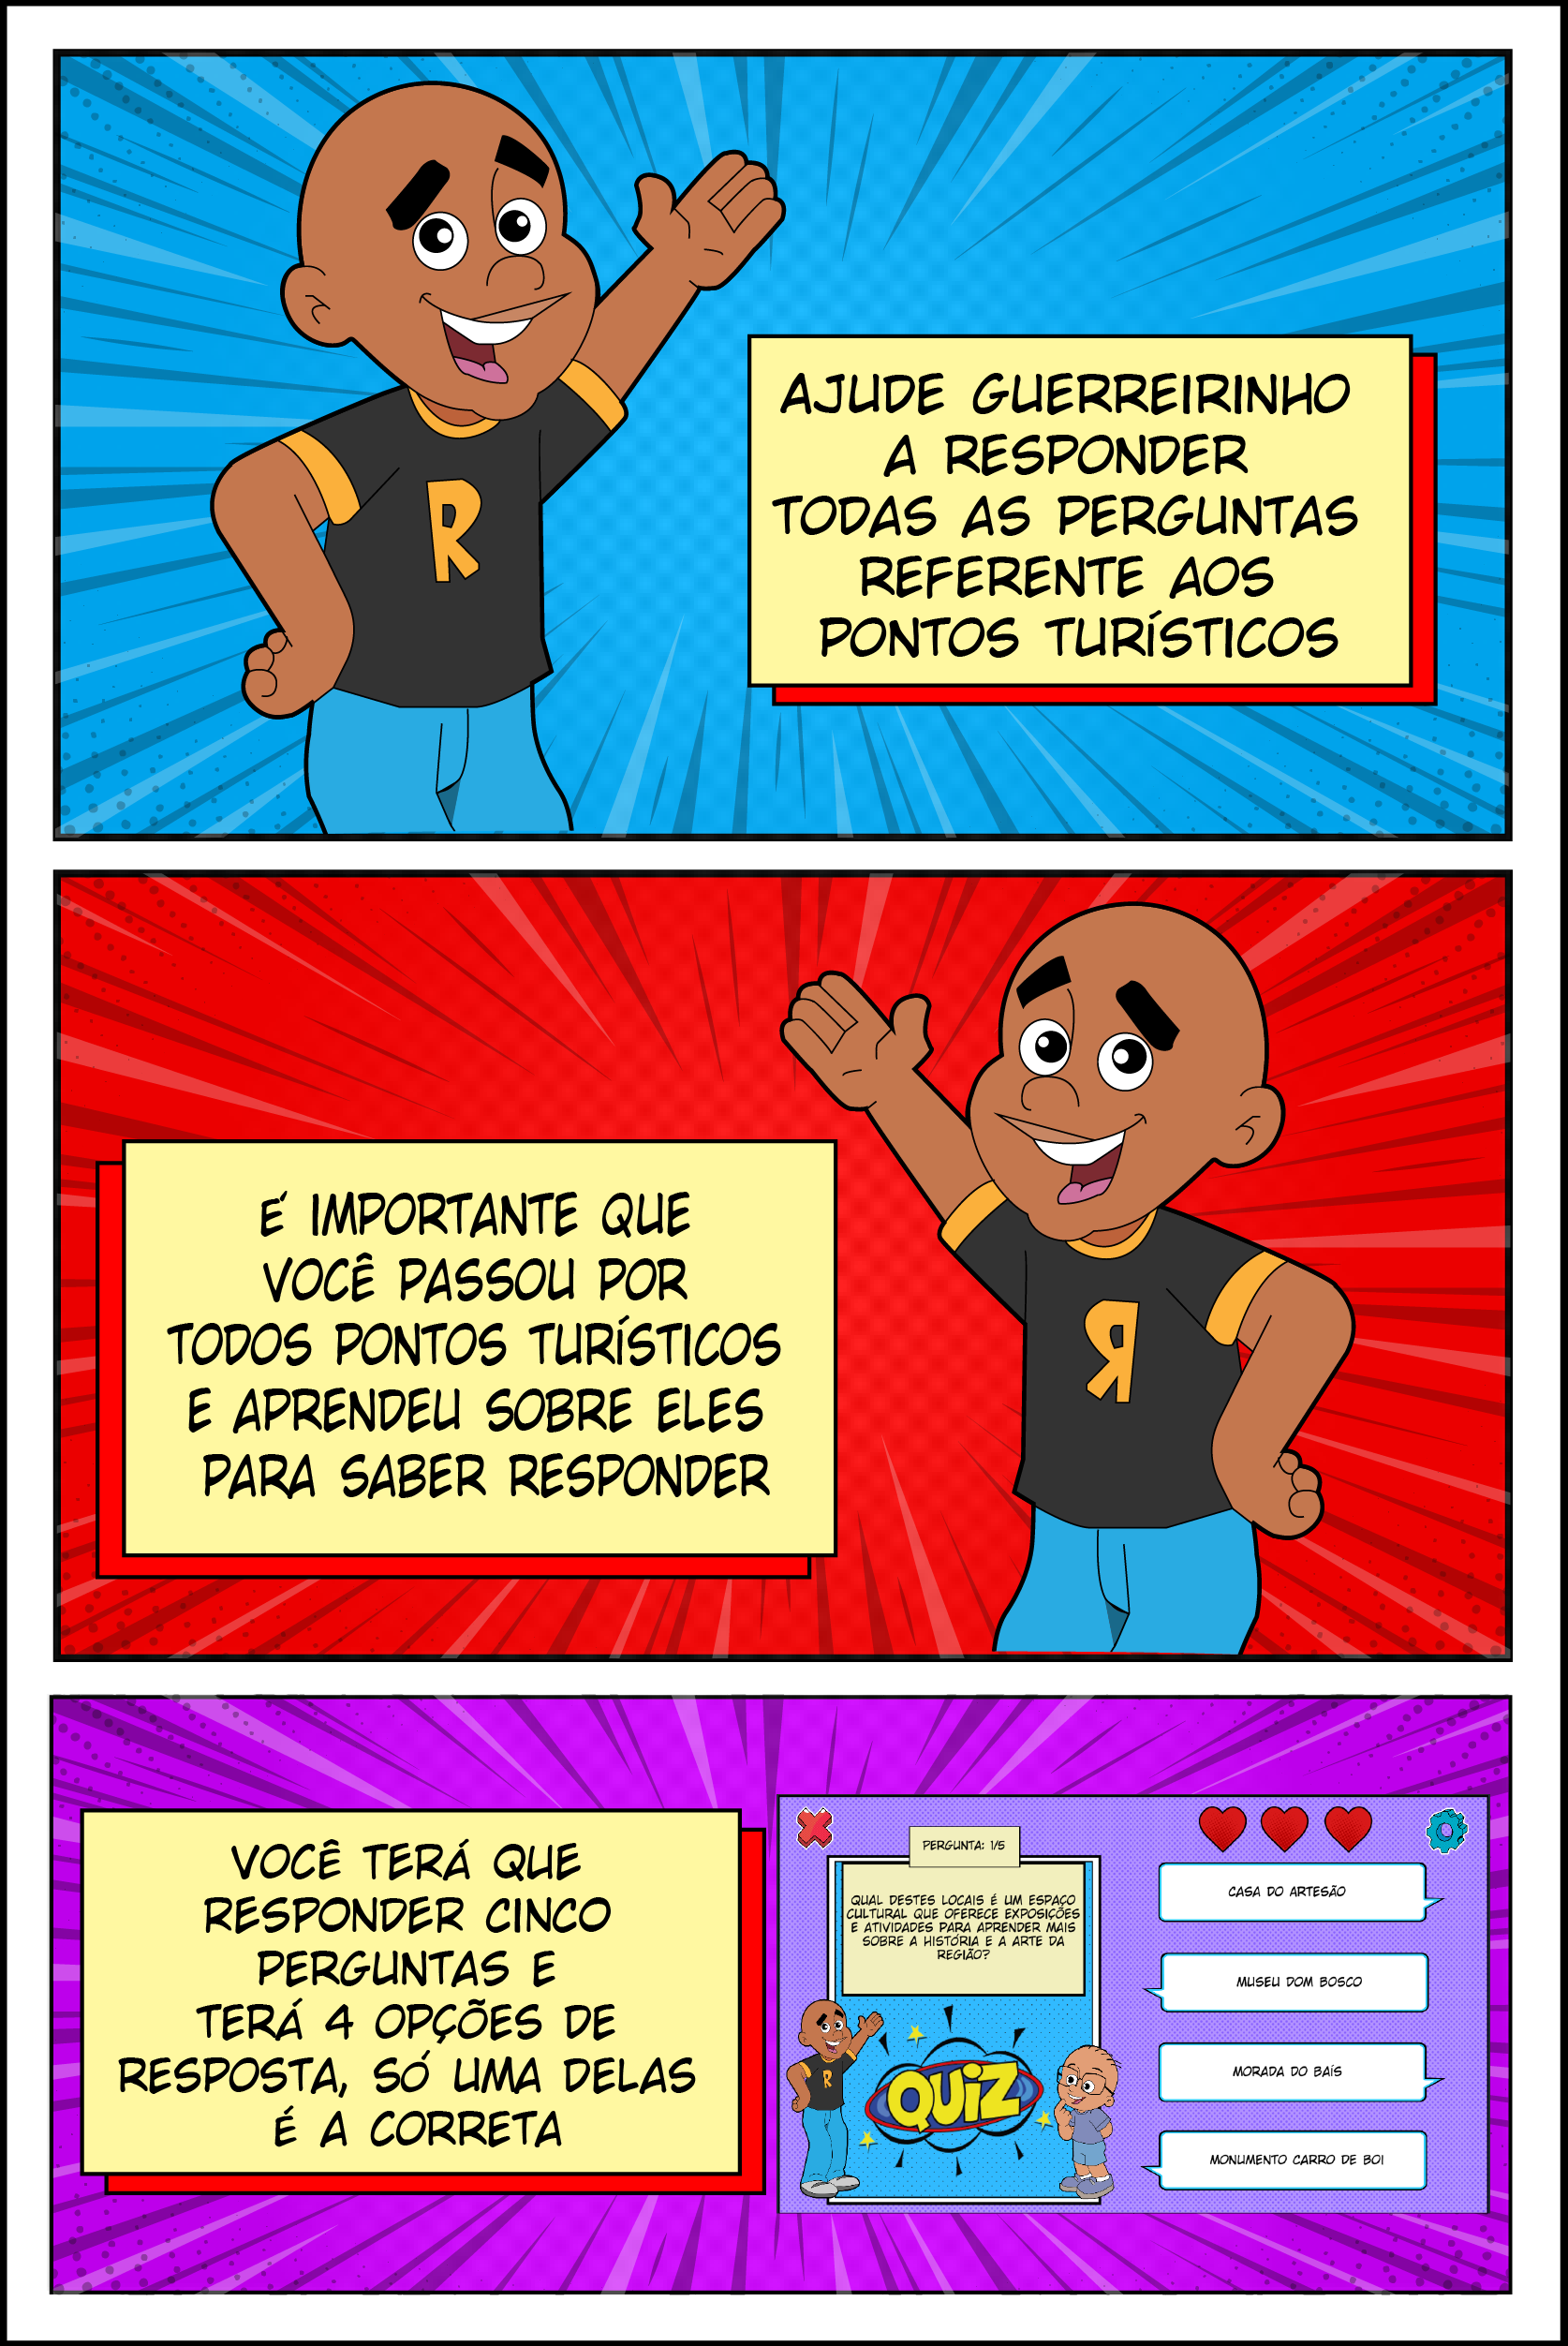 R
AJUDE GUERREIRINHO
A RESPONDER
TODAS AS PERGUNTAS
REFERENTE AOS
PONTOS TURÍSTICOS
R
É IMPORTANTE QUE
VOCÊ PASSOU POR
TODOS PONTOS TURÍSTICOS
E APRENDEU SOBRE ELES
PARA SABER RESPONDER
VOCÊ TERÁ QUE
RESPONDER CINCO
PERGUNTAS E
TERÁ 4 OPÇÕES DE
RESPOSTA, SÓ UMA DELAS
É A CORRETA
PERGUNTA: 1/5
QUAL DESTES LOCAIS É UM ESPAÇO
CULTURAL QUE OFERECE EXPOSIÇÕES
E ATIVIDADES PARA APRENDER MAIS
SOBRE A HISTÓRIA E A ARTE DA
REGIÃO?
R
QUIZ
CASA DO ARTESÃO
MUSEU DOM BOSCO
MORADA DO BAÍS
MONUMENTO CARRO DE BOI